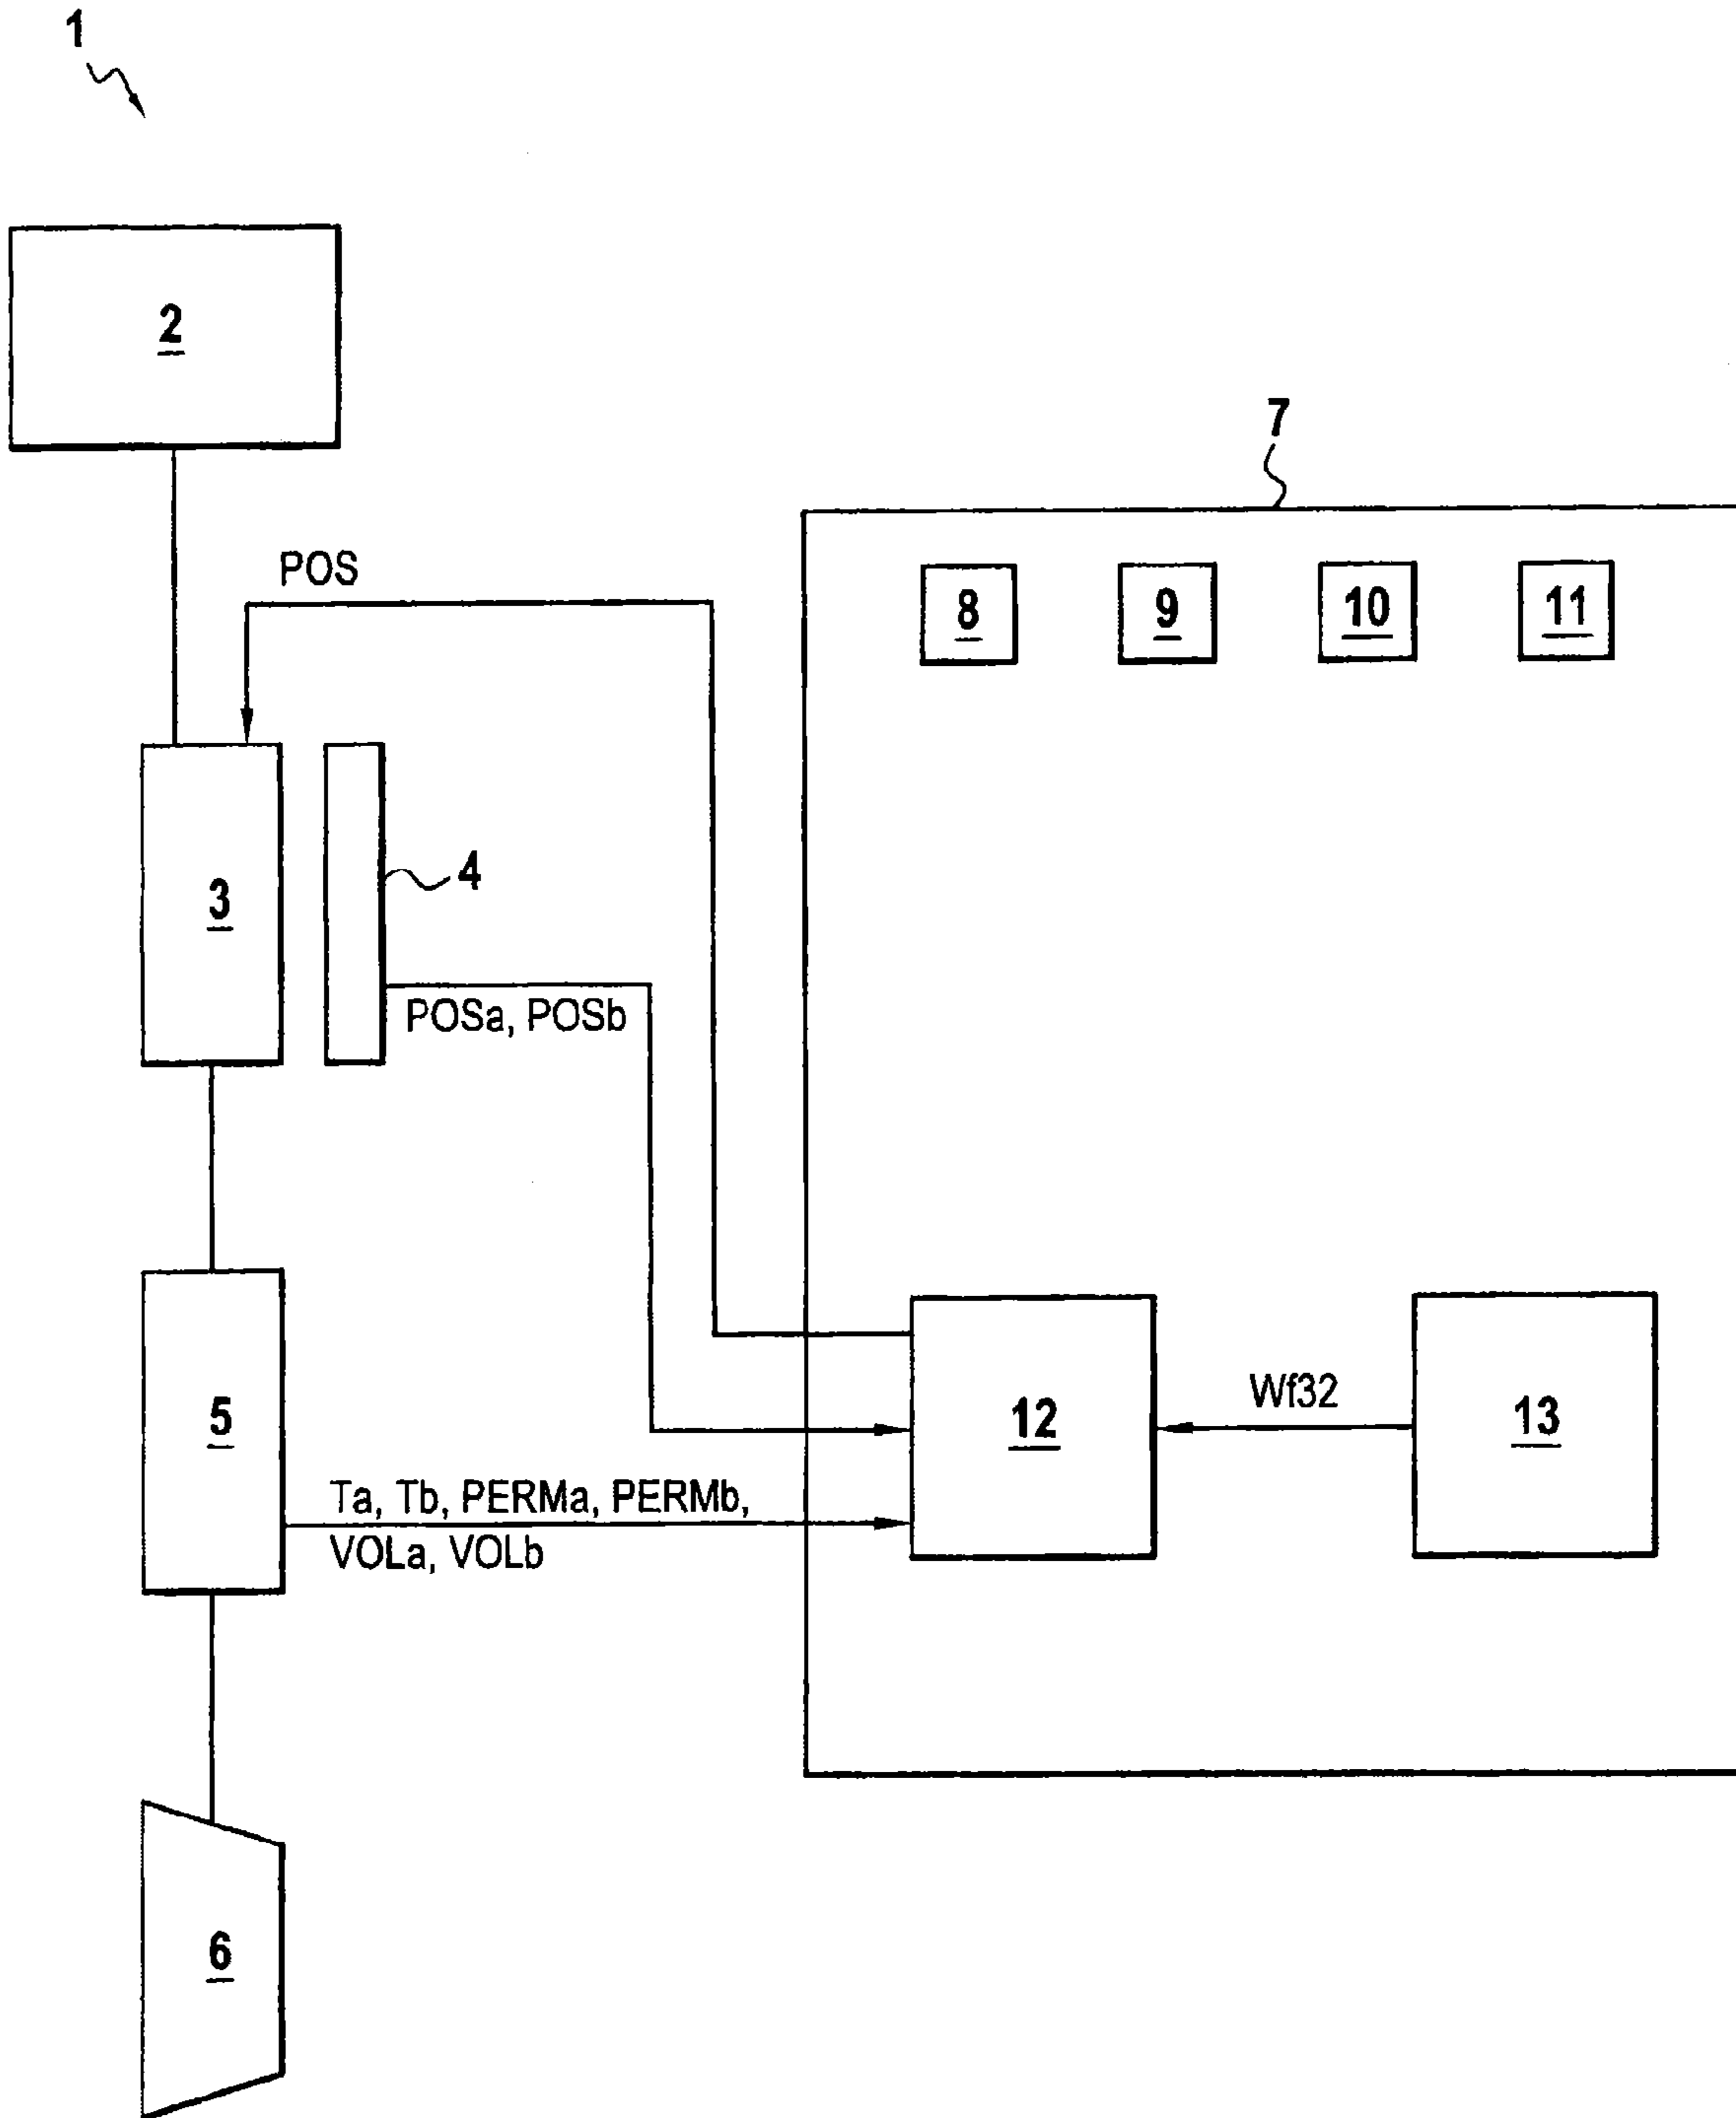 1
2
7
POS
8
9
10
11
4
3
POSa, POSb
Wf32
5
12
13
Ta, Tb, PERMa, PERMb,
VOLa, VOLb
6